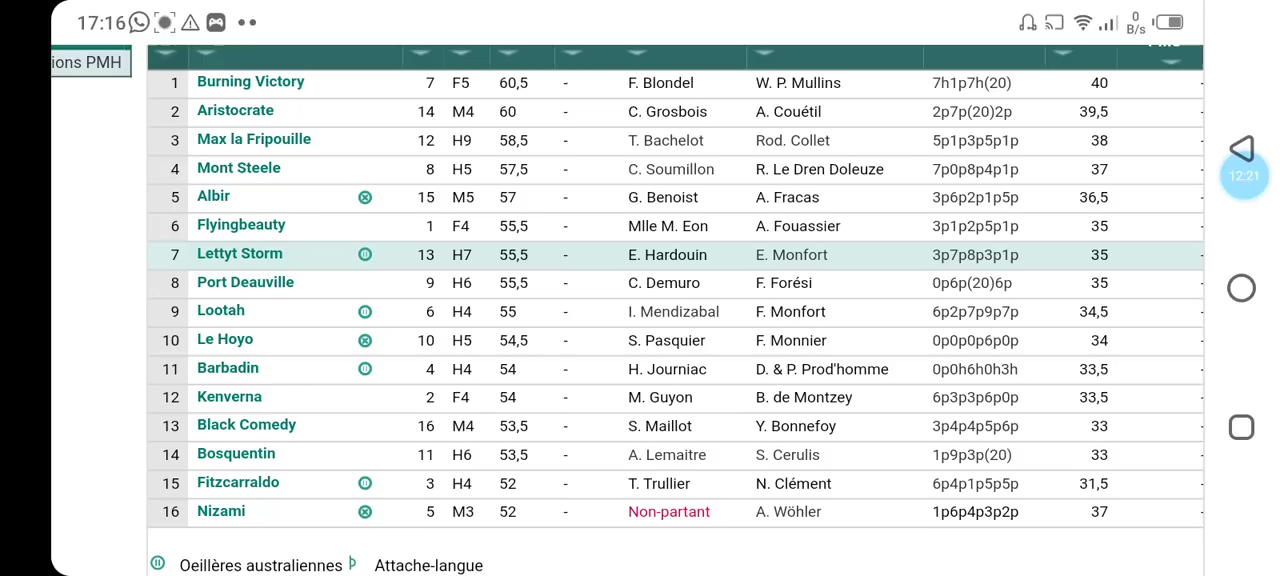 17:16
0 B/s
ions PMH
12:21
1 Burning Victory 7 F5 60,5 - F. Blondel W. P. Mullins 7h1p7h(20) 40
2 Aristocrate 14 M4 60 - C. Grosbois A. Couétil 2p7p(20)2p 39,5
3 Max la Fripouille 12 H9 58,5 - T. Bachelot Rod. Collet 5p1p3p5p1p 38
4 Mont Steele 8 H5 57,5 - C. Soumillon R. Le Dren Doleuze 7p0p8p4p1p 37
5 Albir 15 M5 57 - G. Benoist A. Fracas 3p6p2p1p5p 36,5
6 Flyingbeauty 1 F4 55,5 - Mlle M. Eon A. Fouassier 3p1p2p5p1p 35
7 Lettyt Storm 13 H7 55,5 - E. Hardouin E. Monfort 3p7p8p3p1p 35
8 Port Deauville 9 H6 55,5 - C. Demuro F. Forési 0p6p(20)6p 35
9 Lootah 6 H4 55 - I. Mendizabal F. Monfort 6p2p7p9p7p 34,5
10 Le Hoyo 10 H5 54,5 - S. Pasquier F. Monnier 0p0p0p6p0p 34
11 Barbadin 4 H4 54 - H. Journiac D. & P. Prod'homme 0p0h6h0h3h 33,5
12 Kenverna 2 F4 54 - M. Guyon B. de Montzey 6p3p3p6p0p 33,5
13 Black Comedy 16 M4 53,5 - S. Maillot Y. Bonnefoy 3p4p4p5p6p 33
14 Bosquentin 11 H6 53,5 - A. Lemaitre S. Cerulis 1p9p3p(20) 33
15 Fitzcarraldo 3 H4 52 - T. Trullier N. Clément 6p4p1p5p5p 31,5
16 Nizami 5 M3 52 - Non-partant A. Wöhler 1p6p4p3p2p 37
Oeillères australiennes Attache-langue